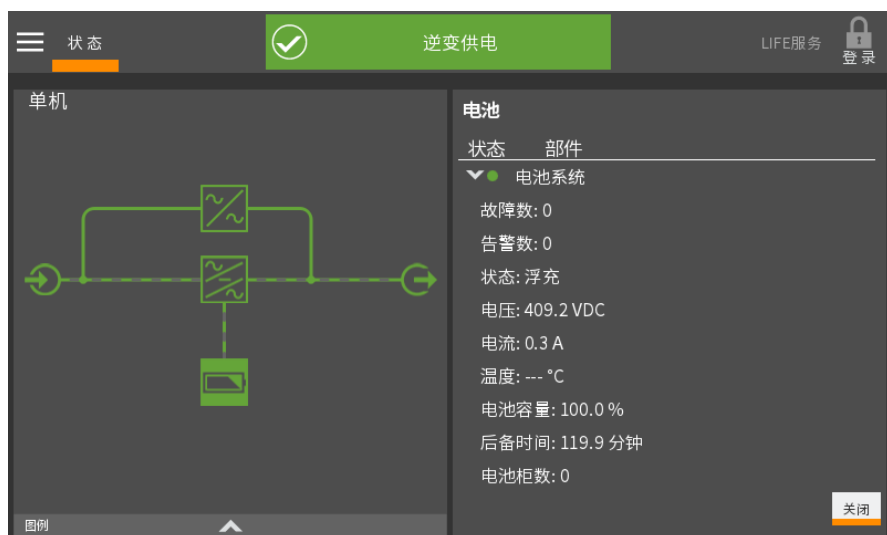 状态
逆变供电
LIFE服务
登录
单机
电池
状态 部件
电池系统
故障数: 0
告警数: 0
状态: 浮充
电压: 409.2 VDC
电流: 0.3 A
温度: --- °C
电池容量: 100.0 %
后备时间: 119.9 分钟
电池柜数: 0
关闭
图例